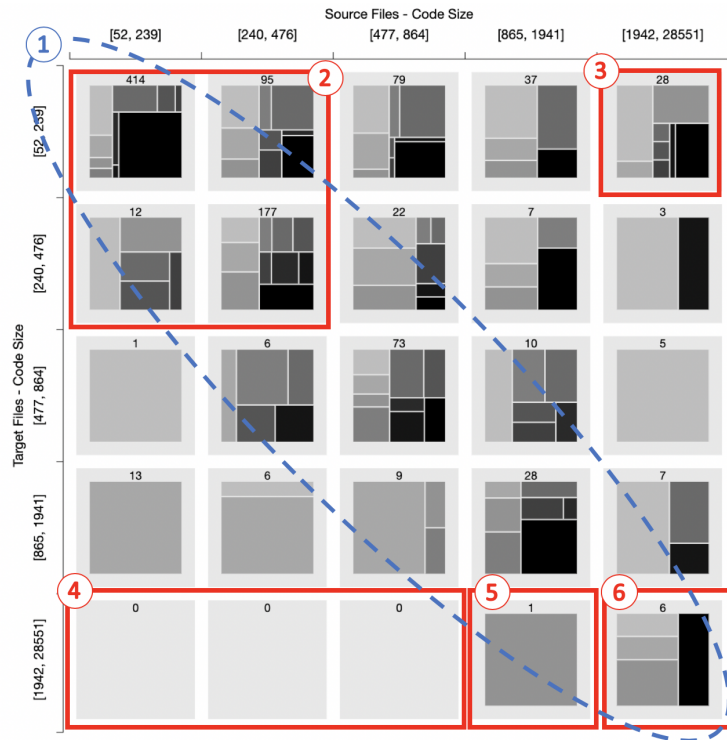 Source Files - Code Size
[52, 239] [240, 476] [477, 864] [865, 1941] [1942, 28551]
1 2 3
414 95 79 37 28
[52, 239]
12 177 22 7 3
[240, 476]
1 6 73 10 5
[477, 864]
Target Files - Code Size
13 6 9 28 7
[865, 1941]
4 5 6
0 0 0 1 6
[1942, 28551]